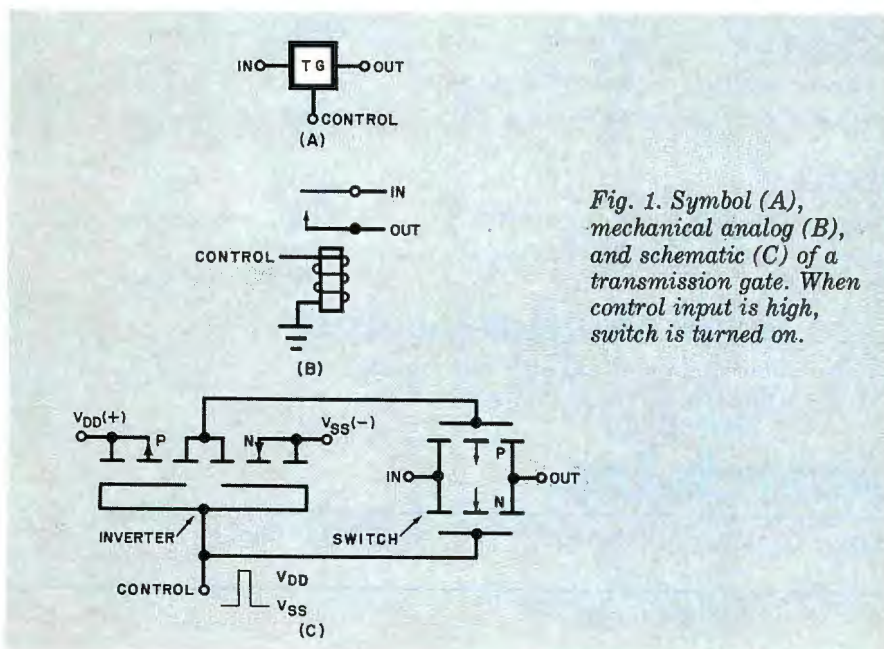 IN TG OUT
CONTROL
(A)
IN
OUT
CONTROL
(B)
VDD(+) P N VSS(-) P
IN OUT
N
INVERTER SWITCH
CONTROL VDD
VSS
(C)
Fig. 1. Symbol (A),
mechanical analog (B),
and schematic (C) of a
transmission gate. When
control input is high,
switch is turned on.